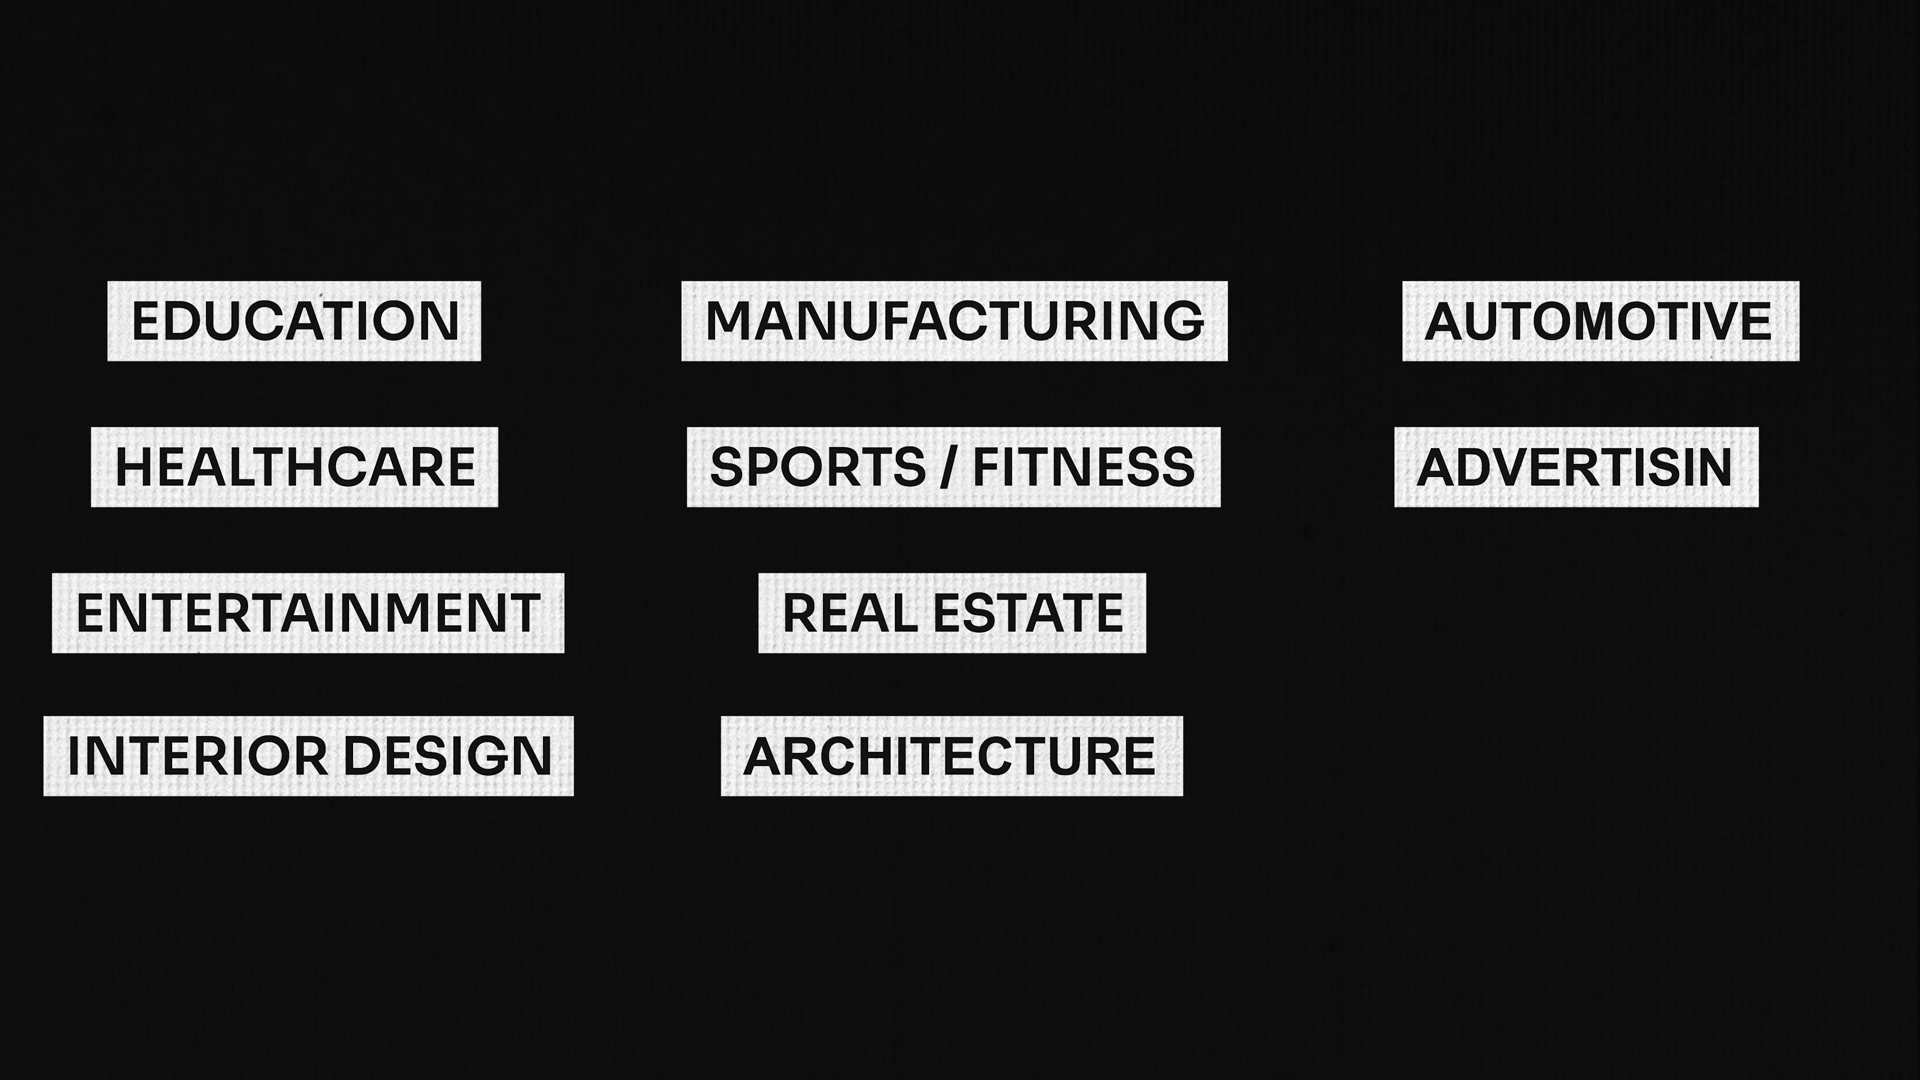 EDUCATION
HEALTHCARE
ENTERTAINMENT
INTERIOR DESIGN
MANUFACTURING
SPORTS / FITNESS
REAL ESTATE
ARCHITECTURE
AUTOMOTIVE
ADVERTISIN